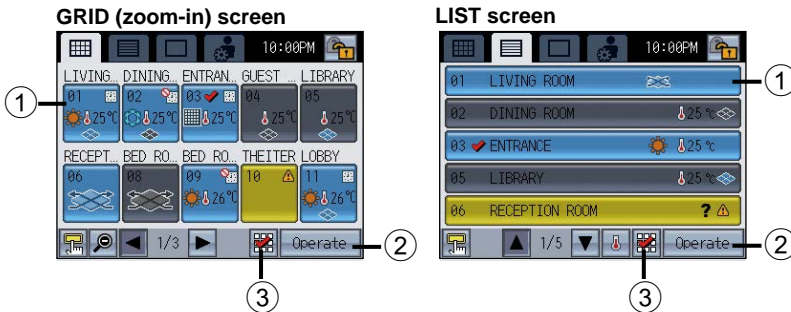 GRID (zoom-in) screen
10:00PM
LIVING... DINING... ENTRAN... GUEST ... LIBRARY
01 02 03 04 05
25℃ 25℃ 25℃ 25℃
RECEPT... BED RO... BED RO... THEITER LOBBY
06 08 09 10 11
26℃ 26℃
1/3 Operate
1
2
3
LIST screen
10:00PM
01 LIVING ROOM
02 DINING ROOM 25℃
03 ENTRANCE 25℃
05 LIBRARY 25℃
06 RECEPTION ROOM ?
1/5 Operate
1
2
3